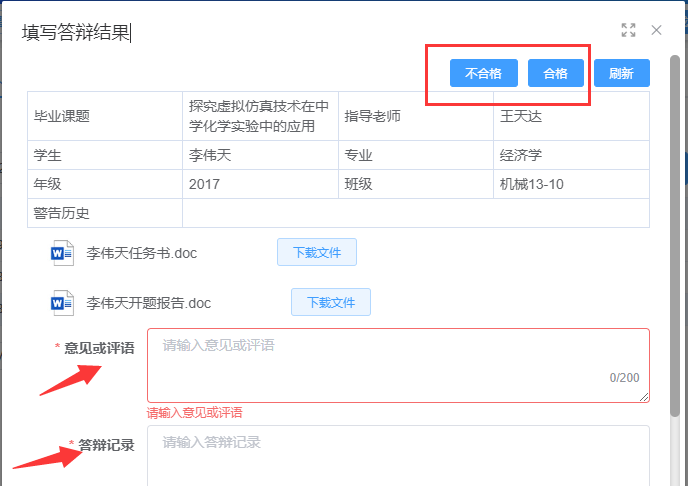 填写答辩结果
不合格 合格 刷新
毕业课题 探究虚拟仿真技术在中学化学实验中的应用 指导老师 王天达
学生 李伟天 专业 经济学
年级 2017 班级 机械13-10
警告历史
李伟天任务书.doc 下载文件
李伟天开题报告.doc 下载文件
* 意见或评语 请输入意见或评语
0/200
请输入意见或评语
* 答辩记录 请输入答辩记录